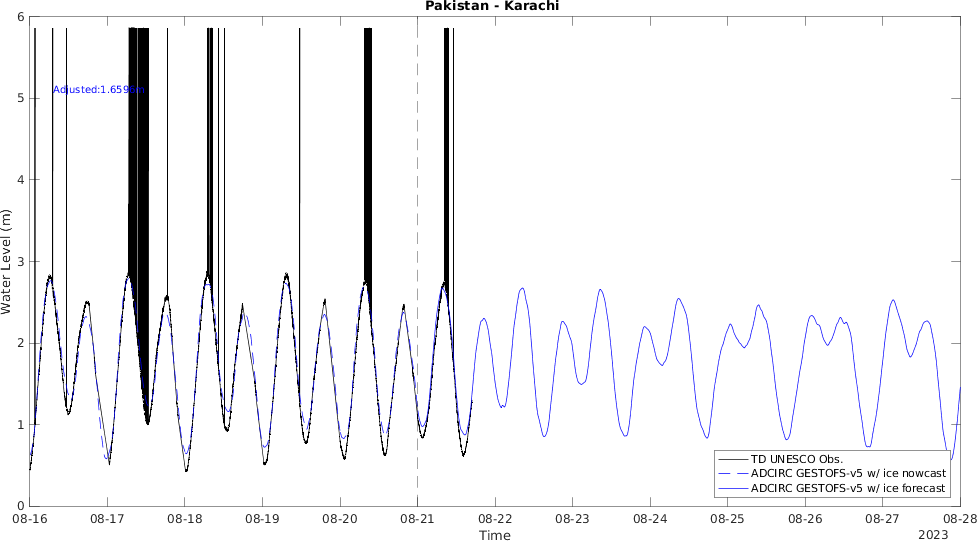 Pakistan - Karachi
6
5
4
3
2
1
0
Water Level (m)
Adjusted:1.659
TD UNESCO Obs.
ADCIRC GESTOFS-v5 w/ ice nowcast
ADCIRC GESTOFS-v5 w/ ice forecast
08-16 08-17 08-18 08-19 08-20 08-21 08-22 08-23 08-24 08-25 08-26 08-27 08-28
Time
2023